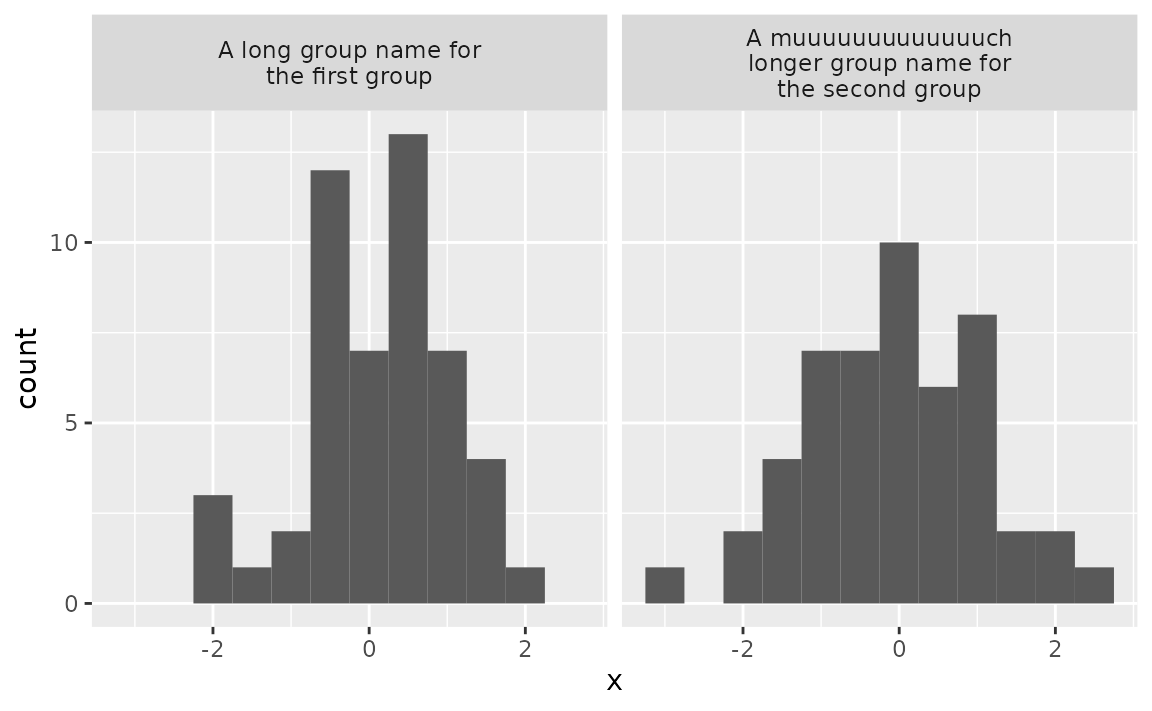 A long group name for
the first group
A muuuuuuuuuuuuuch
longer group name for
the second group
10
5
0
count
-2
0
2
-2
0
2
x